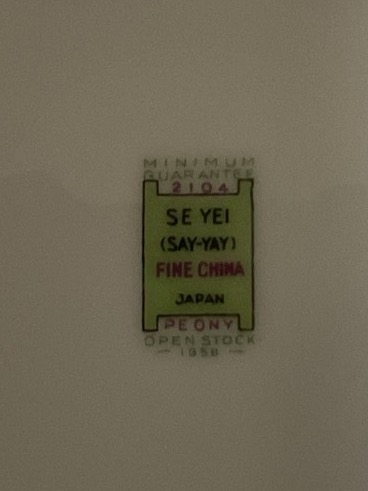 MINIMUM
GUARANTEE
2104
SE YEI
(SAY-YAY)
FINE CHINA
JAPAN
PEONY
OPEN STOCK
— 1958 —